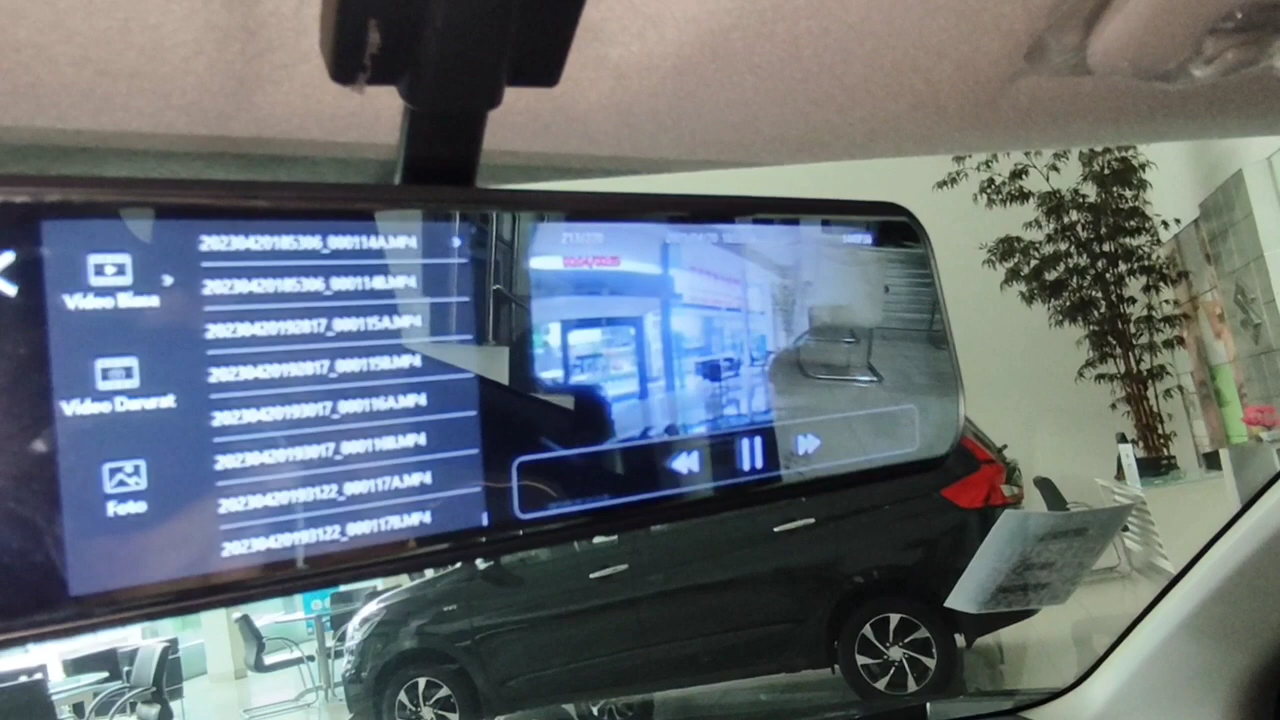 20230420185306_000114A.MP4
20230420185306_000114B.MP4
Video Biasa
20230420192817_000115A.MP4
20230420192817_000115B.MP4
Video Darurat
20230420193017_000116A.MP4
20230420193017_000116B.MP4
Foto
20230420193122_000117A.MP4
20230420193122_000117B.MP4